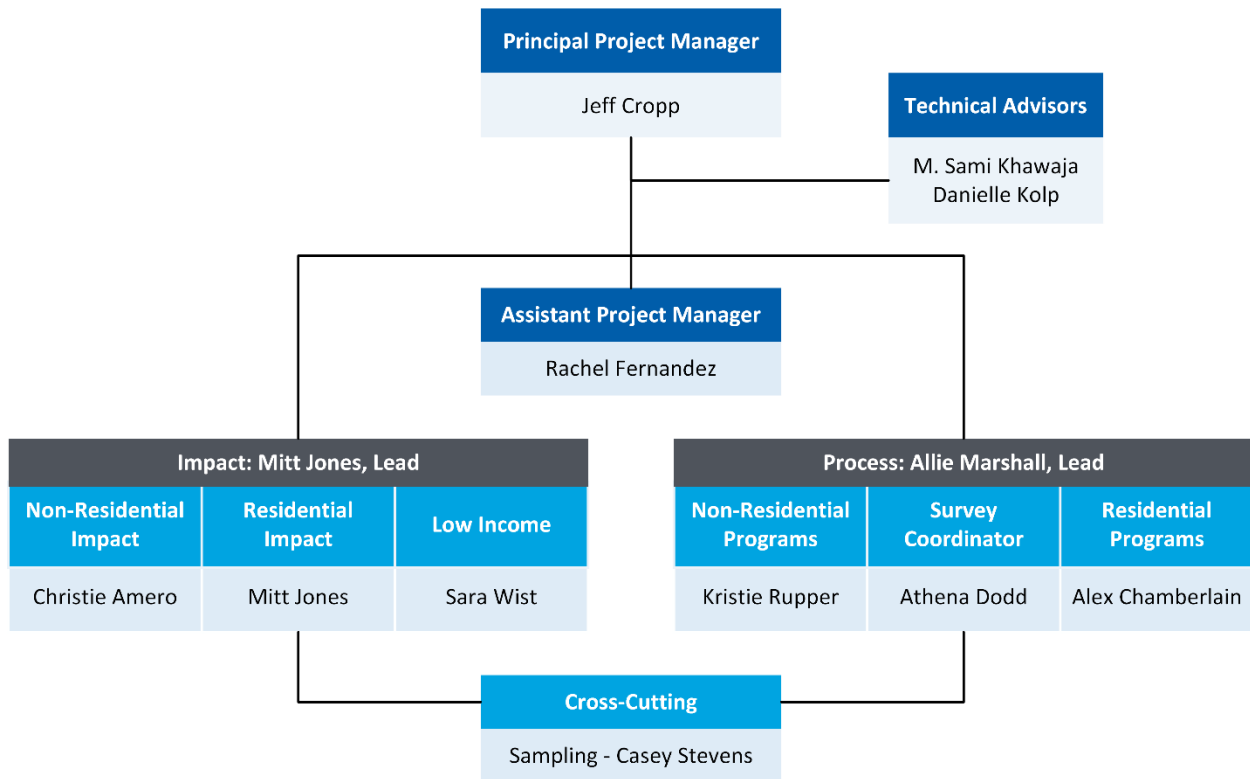 Principal Project Manager
Jeff Cropp
Technical Advisors
M. Sami Khawaja
Danielle Kolp
Assistant Project Manager
Rachel Fernandez
Impact: Mitt Jones, Lead
Non-Residential
Impact
Residential
Impact
Low Income
Christie Amero
Mitt Jones
Sara Wist
Process: Allie Marshall, Lead
Non-Residential
Programs
Survey
Coordinator
Residential
Programs
Kristie Rupper
Athena Dodd
Alex Chamberlain
Cross-Cutting
Sampling - Casey Stevens